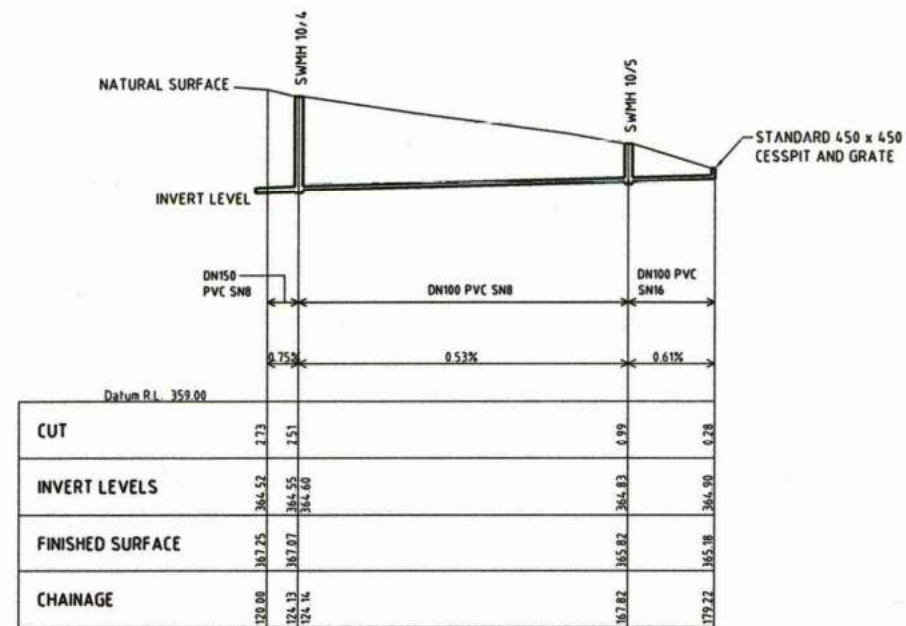 SWMH 10/4
SWMH 10/5
NATURAL SURFACE
STANDARD 450 x 450
CESSPIT AND GRATE
INVERT LEVEL
DN150
PVC SN8
DN100 PVC SN8
DN100 PVC
SN16
0.75%
0.53%
0.61%
Datum R.L. 359.00
CUT
2.73
2.51
0.99
0.28
INVERT LEVELS
364.52
364.55
364.60
364.83
364.90
FINISHED SURFACE
367.25
367.07
365.82
365.18
CHAINAGE
120.00
124.13
124.14
167.82
179.22